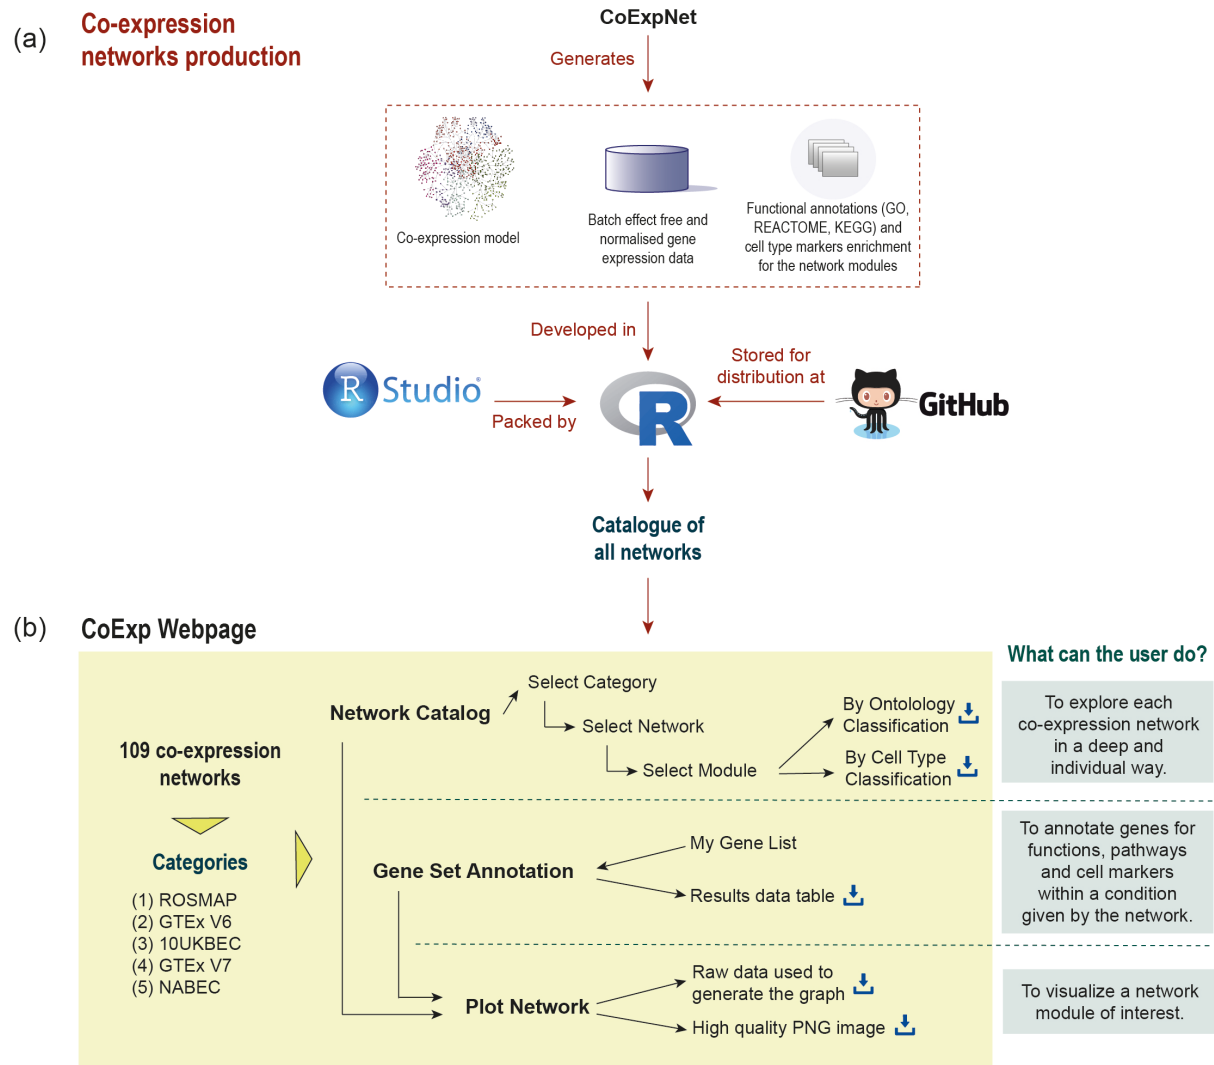 (a)
Co-expression
networks production
CoExpNet
Generates
Co-expression model
Batch effect free and
normalised gene
expression data
Functional annotations (GO,
REACTOME, KEGG) and
cell type markers enrichment
for the network modules
Developed in
R Studio®
Packed by
R
Stored for
distribution at
GitHub
Catalogue of
all networks
(b)
CoExp Webpage
What can the user do?
109 co-expression
networks
Categories
(1) ROSMAP
(2) GTEx V6
(3) 10UKBEC
(4) GTEx V7
(5) NABEC
Network Catalog
Select Category
Select Network
Select Module
By Ontolology
Classification
By Cell Type
Classification
To explore each
co-expression network
in a deep and
individual way.
Gene Set Annotation
My Gene List
Results data table
To annotate genes for
functions, pathways
and cell markers
within a condition
given by the network.
Plot Network
Raw data used to
generate the graph
High quality PNG image
To visualize a network
module of interest.